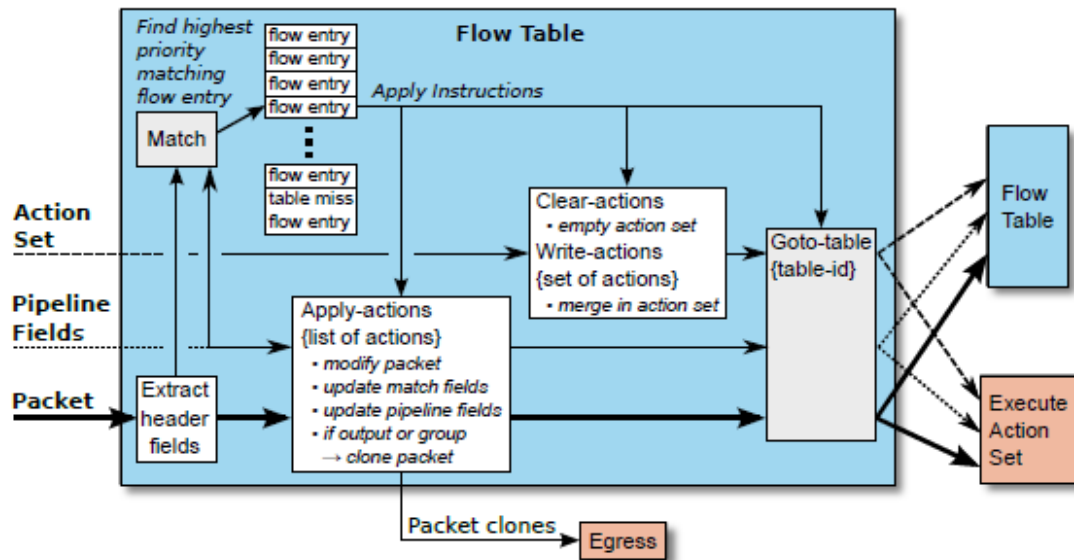 Find highest
priority
matching
flow entry
flow entry
flow entry
flow entry
flow entry
flow entry
table miss
flow entry
Flow Table
Apply Instructions
Match
Action
Set
Pipeline
Fields
Packet
Extract
header
fields
Apply-actions
{list of actions}
• modify packet
• update match fields
• update pipeline fields
• if output or group
→ clone packet
Clear-actions
• empty action set
Write-actions
{set of actions}
• merge in action set
Goto-table
{table-id}
Flow
Table
Execute
Action
Set
Packet clones
Egress